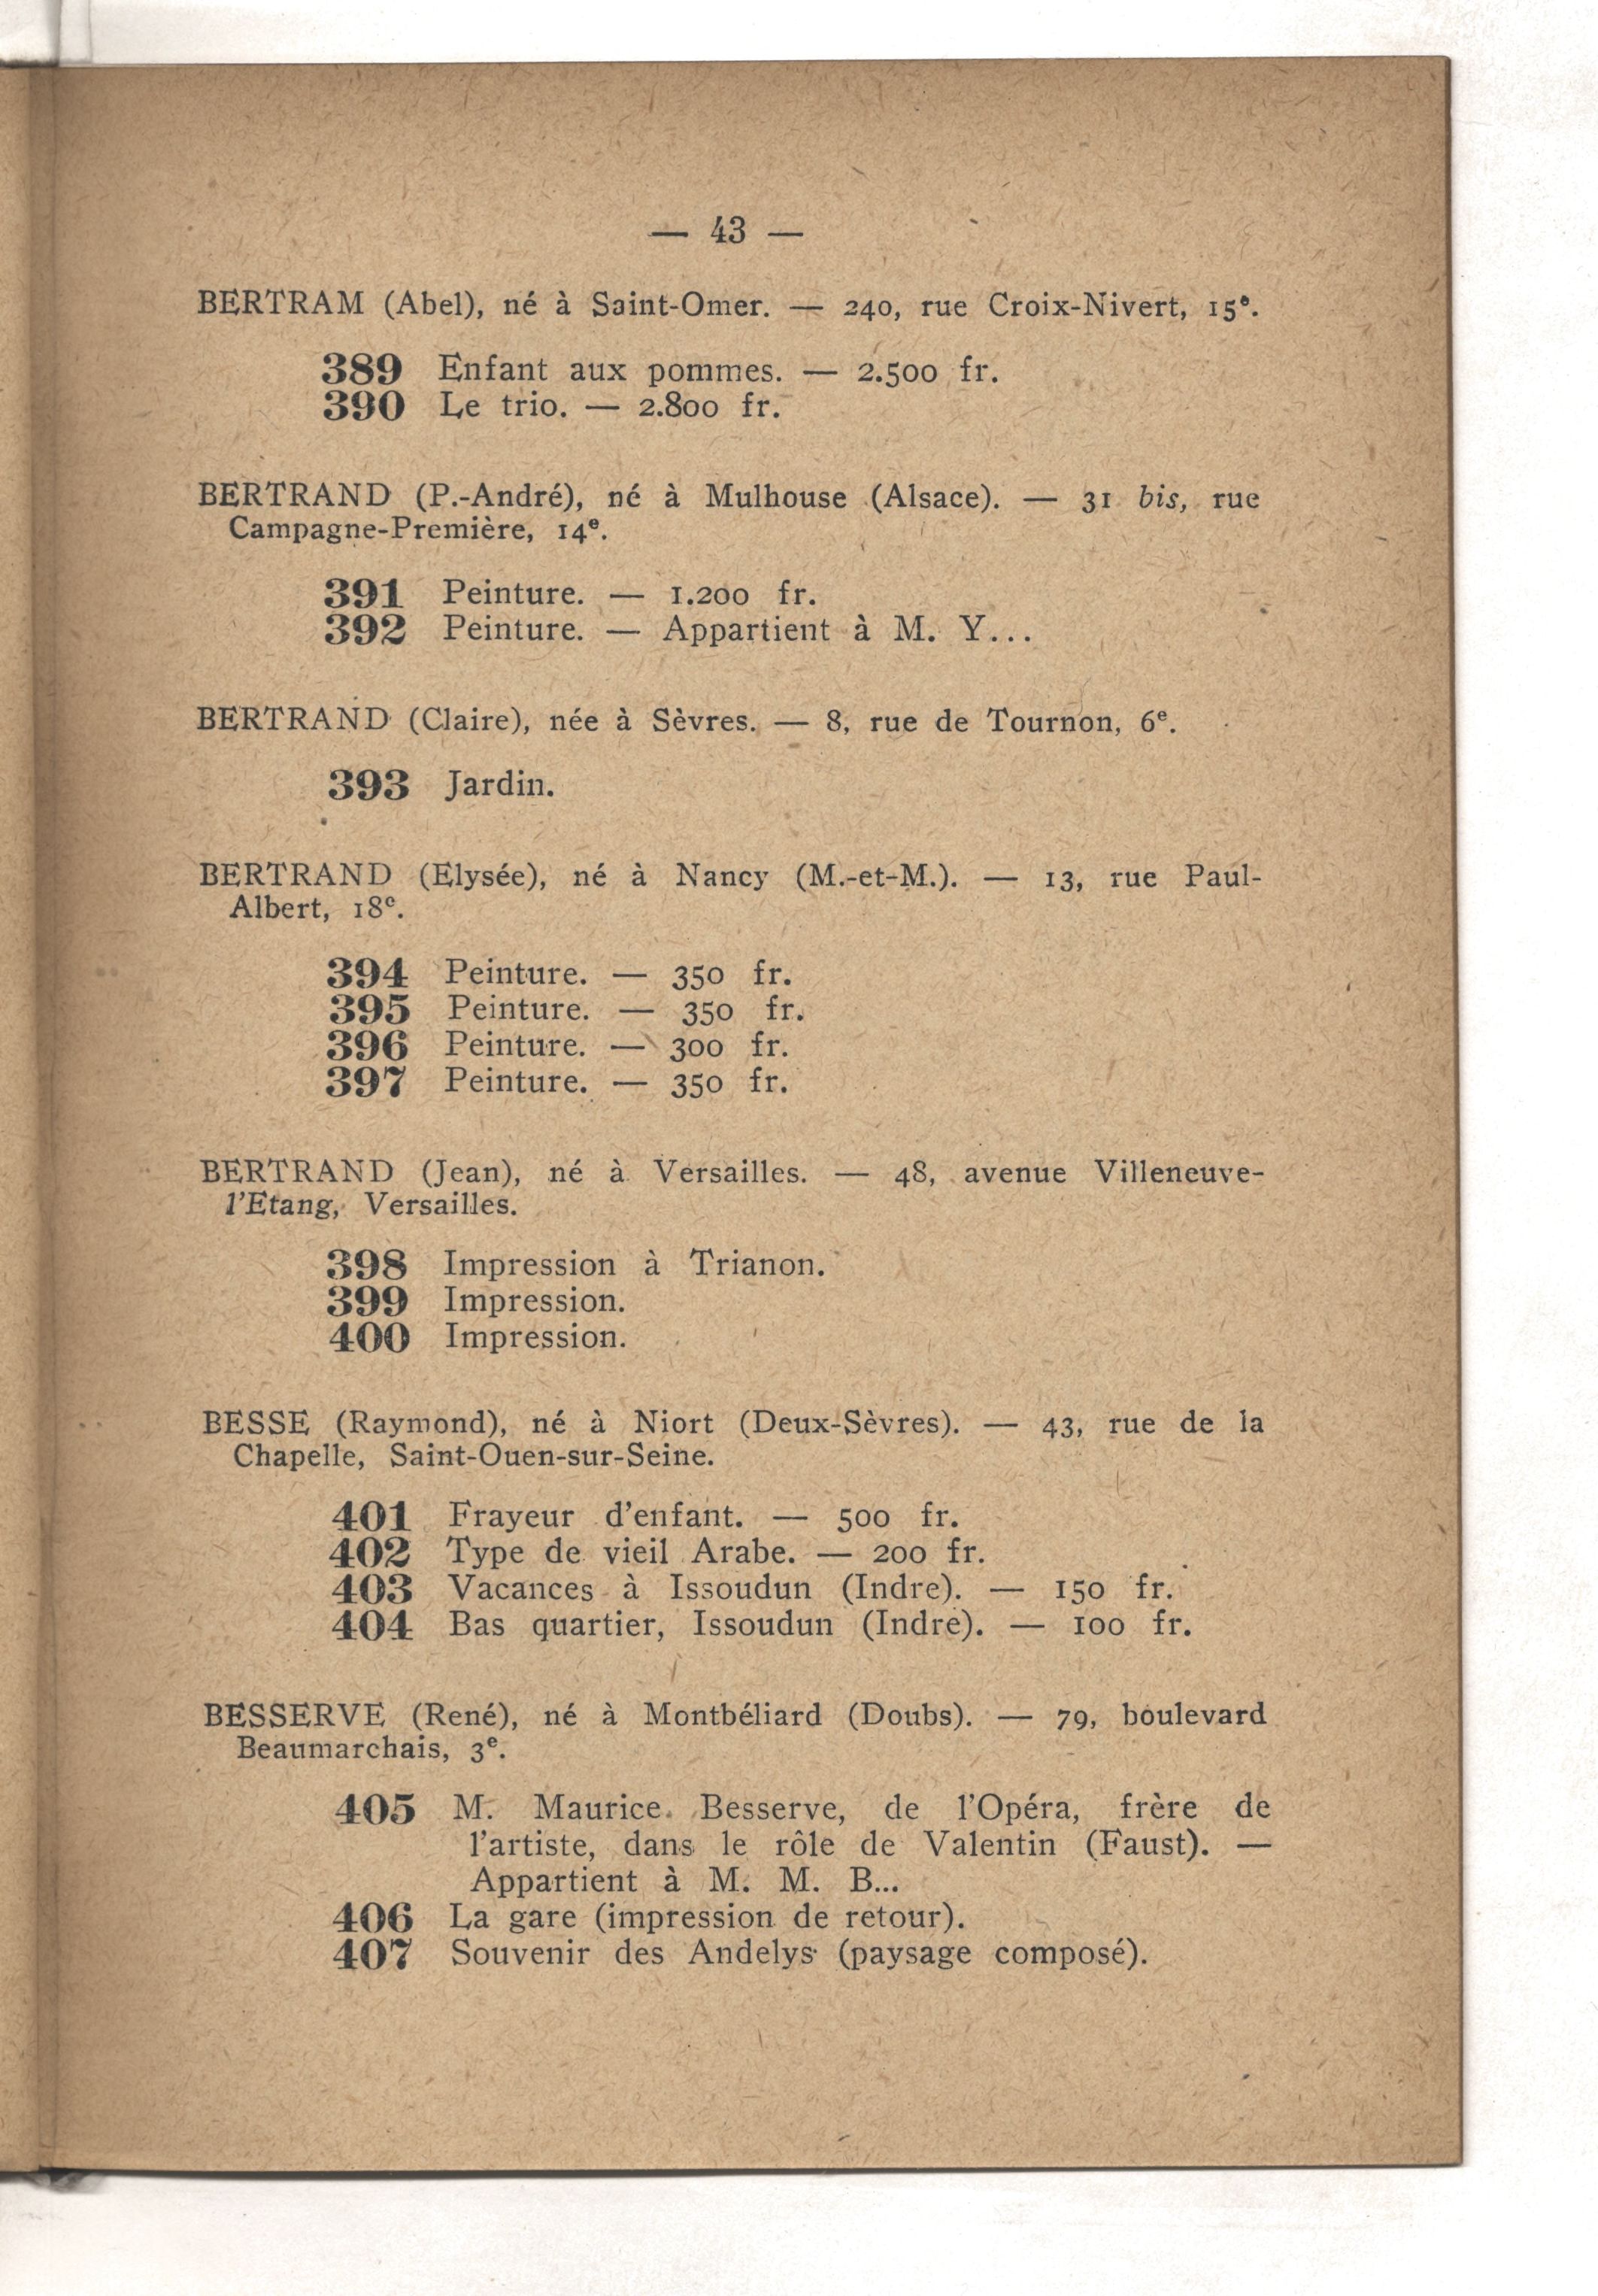 — 43 —
BERTRAM (Abel), né à Saint-Omer. — 240, rue Croix-Nivert, 15e.
389 Enfant aux pommes. — 2.500 fr.
390 Le trio. — 2.800 fr.
BERTRAND (P.-André), né à Mulhouse (Alsace). — 31 bis, rue
Campagne-Première, 14e.
391 Peinture. — 1.200 fr.
392 Peinture. — Appartient à M. Y...
BERTRAND (Claire), née à Sèvres. — 8, rue de Tournon, 6e.
393 Jardin.
BERTRAND (Elysée), né à Nancy (M.-et-M.). — 13, rue Paul-
Albert, 18e.
394 Peinture. — 350 fr.
395 Peinture. — 350 fr.
396 Peinture. — 300 fr.
397 Peinture. — 350 fr.
BERTRAND (Jean), né à Versailles. — 48, avenue Villeneuve-
l'Etang, Versailles.
398 Impression à Trianon.
399 Impression.
400 Impression.
BESSE (Raymond), né à Niort (Deux-Sèvres). — 43, rue de la
Chapelle, Saint-Ouen-sur-Seine.
401 Frayeur d'enfant. — 500 fr.
402 Type de vieil Arabe. — 200 fr.
403 Vacances à Issoudun (Indre). — 150 fr.
404 Bas quartier, Issoudun (Indre). — 100 fr.
BESSERVE (René), né à Montbéliard (Doubs). — 79, boulevard
Beaumarchais, 3e.
405 M. Maurice Besserve, de l'Opéra, frère de
l'artiste, dans le rôle de Valentin (Faust). —
Appartient à M. M. B...
406 La gare (impression de retour).
407 Souvenir des Andelys (paysage composé).